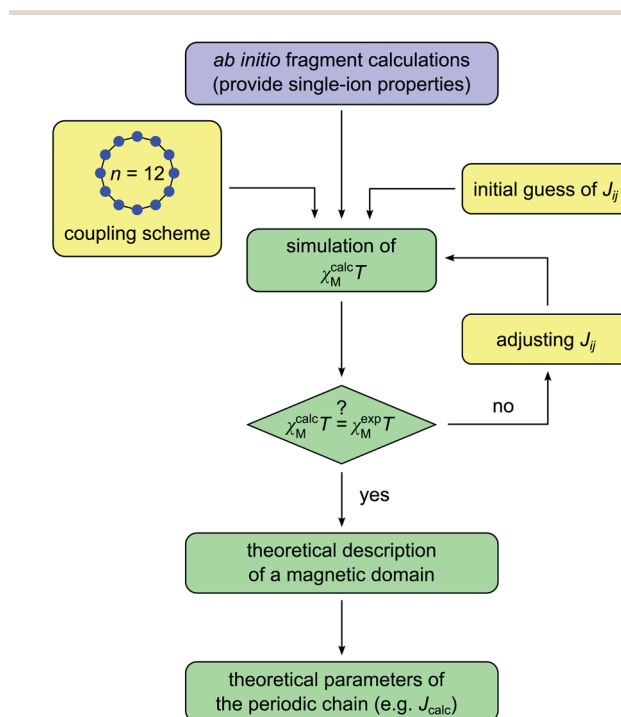 ab initio fragment calculations
(provide single-ion properties)
n = 12
coupling scheme
initial guess of Jij
simulation of
χMcalcT
adjusting Jij
?
χMcalcT = χMexpT
no
yes
theoretical description
of a magnetic domain
theoretical parameters of
the periodic chain (e.g. Jcalc)